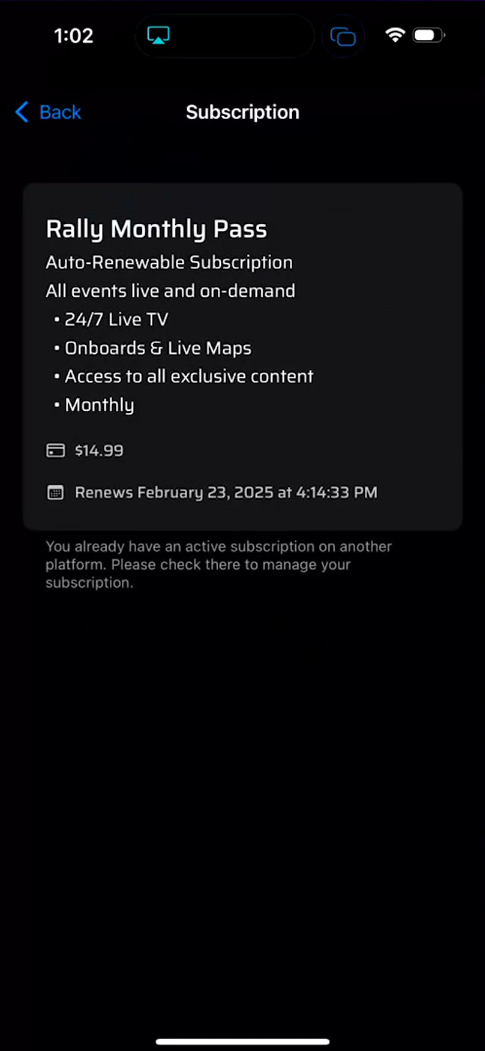 1:02
Back
Subscription
Rally Monthly Pass
Auto-Renewable Subscription
All events live and on-demand
• 24/7 Live TV
• Onboards & Live Maps
• Access to all exclusive content
• Monthly
$14.99
Renews February 23, 2025 at 4:14:33 PM
You already have an active subscription on another
platform. Please check there to manage your
subscription.